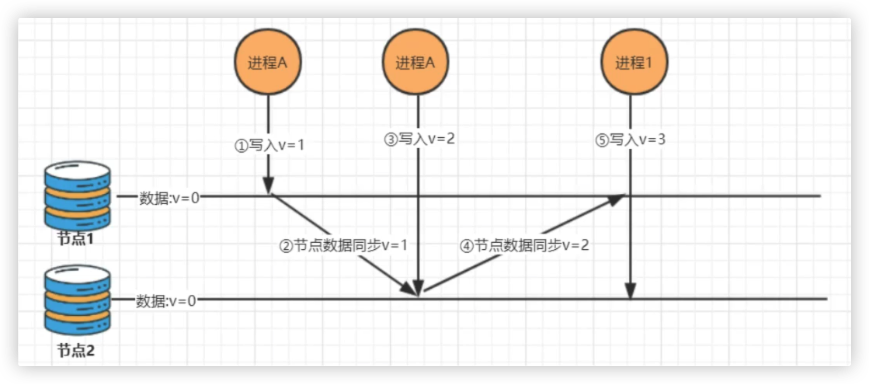 进程A
进程A
进程1
①写入v=1
③写入v=2
⑤写入v=3
数据:v=0
节点1
②节点数据同步v=1
④节点数据同步v=2
数据:v=0
节点2